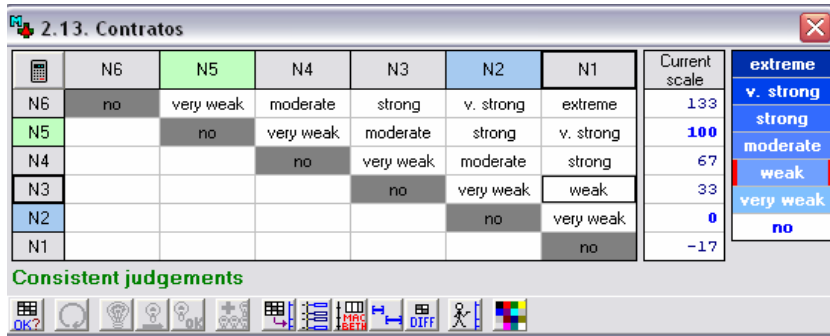 2.13. Contratos
N6 N5 N4 N3 N2 N1 Current scale extreme
N6 no very weak moderate strong v. strong extreme 133 v. strong
N5 no very weak moderate strong v. strong 100 strong
N4 no very weak moderate strong 67 moderate
N3 no very weak weak 33 weak
N2 no very weak 0 very weak
N1 no -17 no
Consistent judgements
OK? OK MAC BETH DIFF